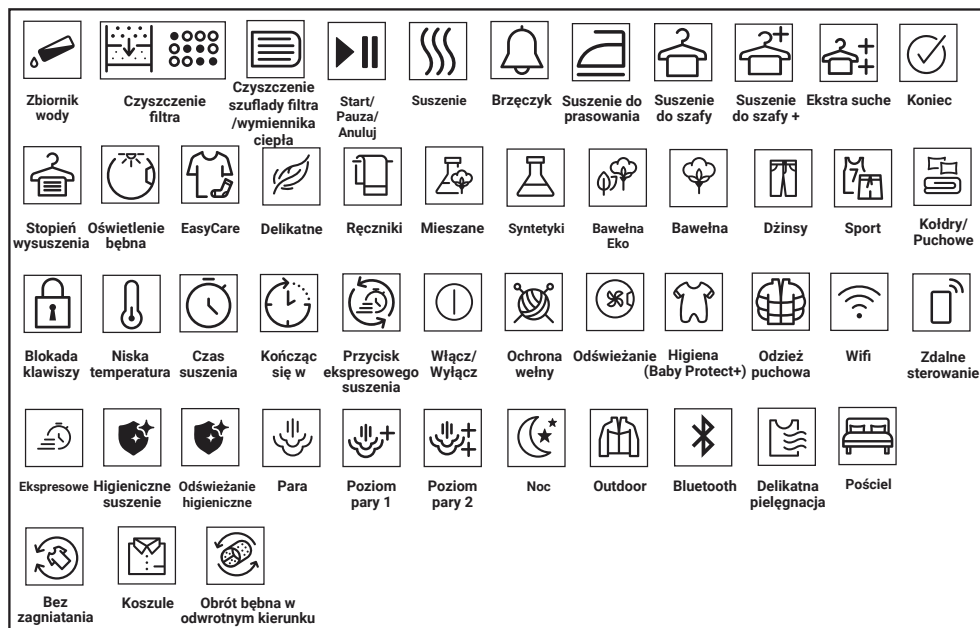 Zbiornik
wody
Czyszczenie
filtra
Czyszczenie
szuflady filtra
/wymiennika
ciepła
Start/
Pauza/
Anuluj
Suszenie
Brzęczyk
Suszenie do
prasowania
Suszenie
do szafy
Suszenie
do szafy +
Ekstra suche
Koniec
Stopień
wysuszenia
Oświetlenie
bębna
EasyCare
Delikatne
Ręczniki
Mieszane
Syntetyki
Bawełna
Eko
Bawełna
Dżinsy
7
Sport
Kołdry/
Puchowe
Blokada
klawiszy
Niska
temperatura
Czas
suszenia
Kończąc
się w
Przycisk
ekspresowego
suszenia
Włącz/
Wyłącz
Ochrona
wełny
Odświeżanie
Higiena
(Baby Protect+)
Odzież
puchowa
Wifi
Zdalne
sterowanie
Ekspresowe
Higieniczne
suszenie
Odświeżanie
higieniczne
Para
Poziom
pary 1
Poziom
pary 2
Noc
Outdoor
Bluetooth
Delikatna
pielęgnacja
Pościel
Bez
zagniatania
Koszule
Obrót bębna w
odwrotnym kierunku